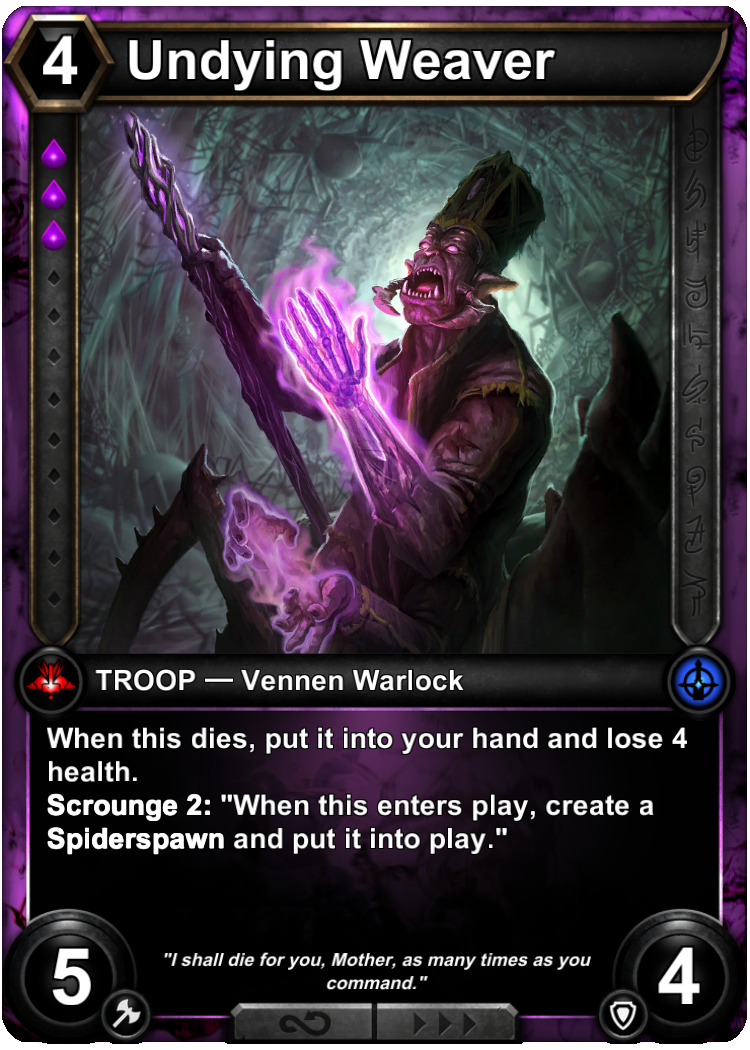 4 Undying Weaver
TROOP — Vennen Warlock
When this dies, put it into your hand and lose 4
health.
Scrounge 2: "When this enters play, create a
Spiderspawn and put it into play."
"I shall die for you, Mother, as many times as you
command."
5 4